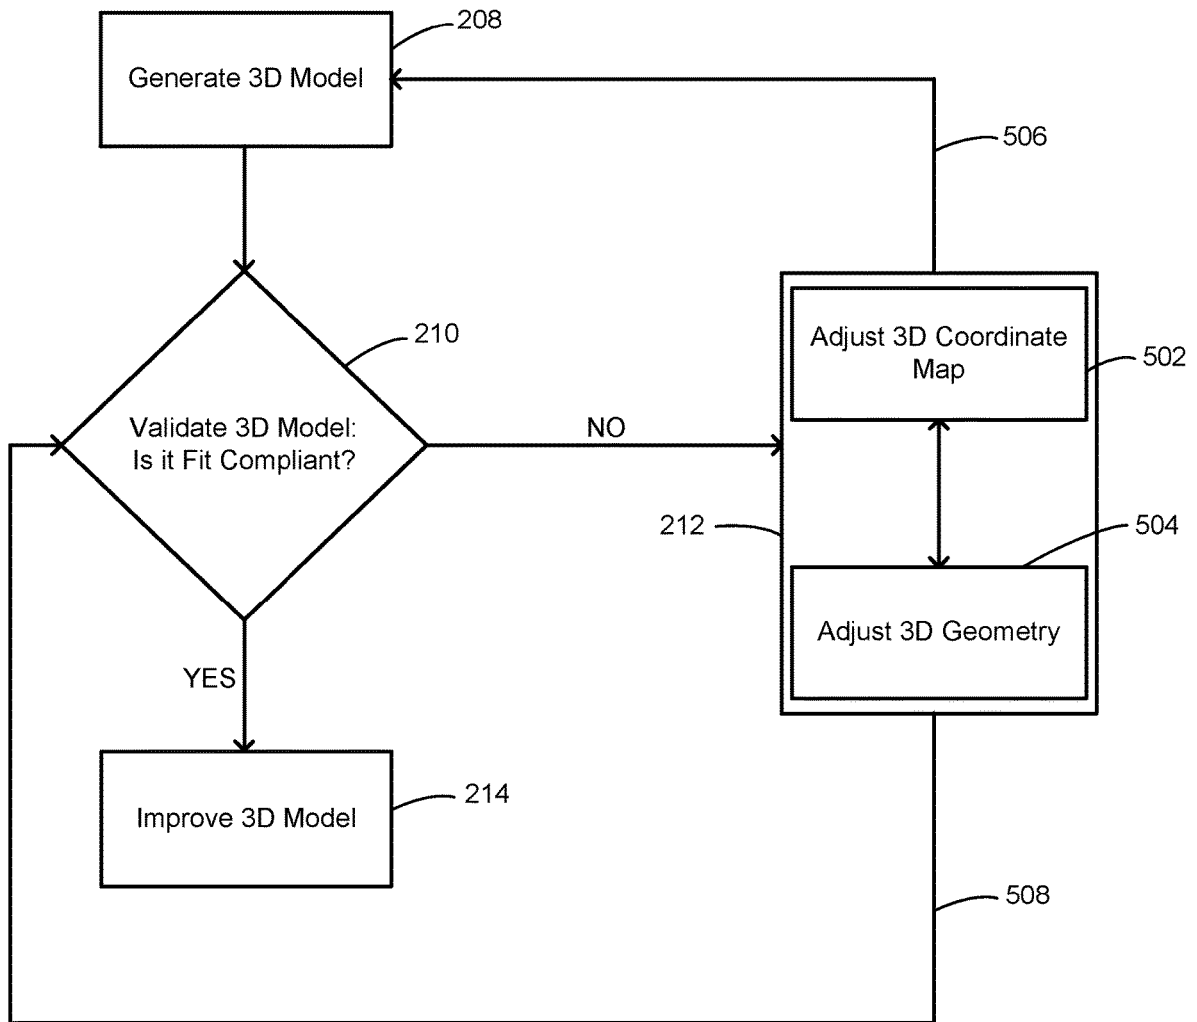 208
Generate 3D Model
506
210
Adjust 3D Coordinate
Map
502
Validate 3D Model:
Is it Fit Compliant?
NO
212
504
Adjust 3D Geometry
YES
Improve 3D Model
214
508